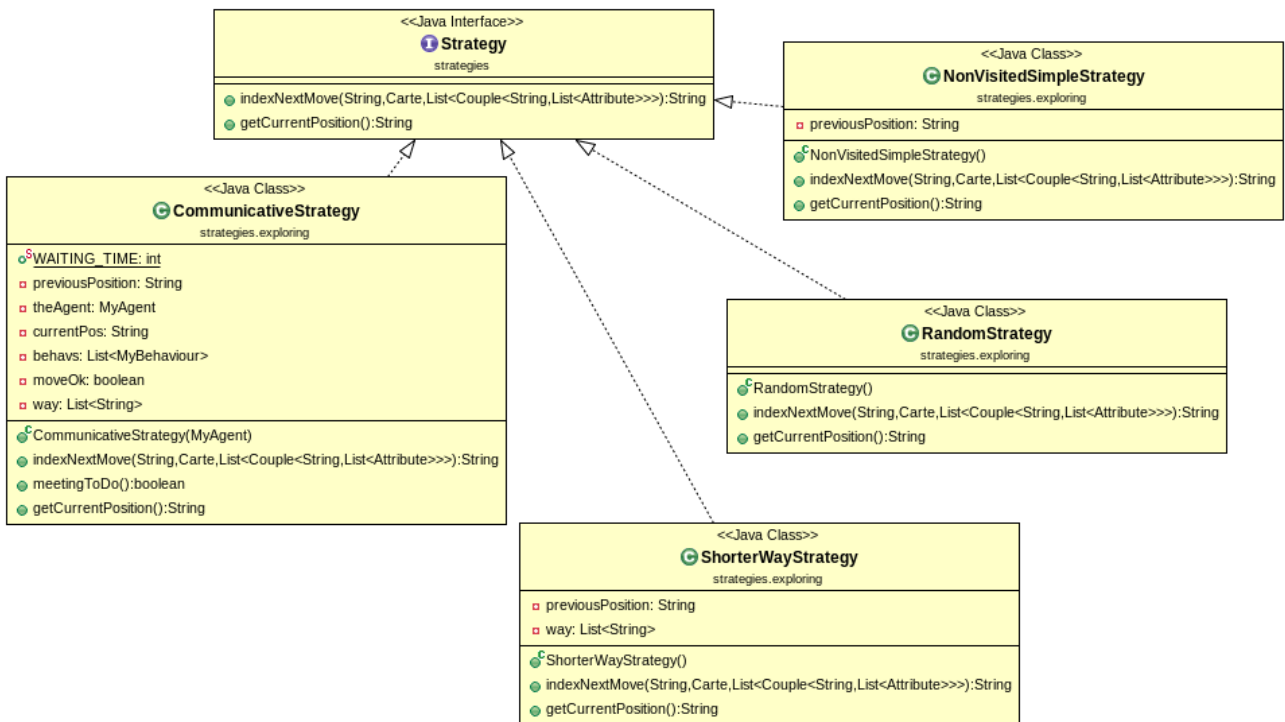 <<Java Interface>>
Strategy
strategies
indexNextMove(String,Carte,List<Couple<String,List<Attribute>>>):String
getCurrentPosition():String
<<Java Class>>
NonVisitedSimpleStrategy
strategies.exploring
previousPosition: String
NonVisitedSimpleStrategy()
indexNextMove(String,Carte,List<Couple<String,List<Attribute>>>):String
getCurrentPosition():String
<<Java Class>>
CommunicativeStrategy
strategies.exploring
WAITING_TIME: int
previousPosition: String
theAgent: MyAgent
currentPos: String
behavs: List<MyBehaviour>
moveOk: boolean
way: List<String>
CommunicativeStrategy(MyAgent)
indexNextMove(String,Carte,List<Couple<String,List<Attribute>>>):String
meetingToDo():boolean
getCurrentPosition():String
<<Java Class>>
RandomStrategy
strategies.exploring
RandomStrategy()
indexNextMove(String,Carte,List<Couple<String,List<Attribute>>>):String
getCurrentPosition():String
<<Java Class>>
ShorterWayStrategy
strategies.exploring
previousPosition: String
way: List<String>
ShorterWayStrategy()
indexNextMove(String,Carte,List<Couple<String,List<Attribute>>>):String
getCurrentPosition():String